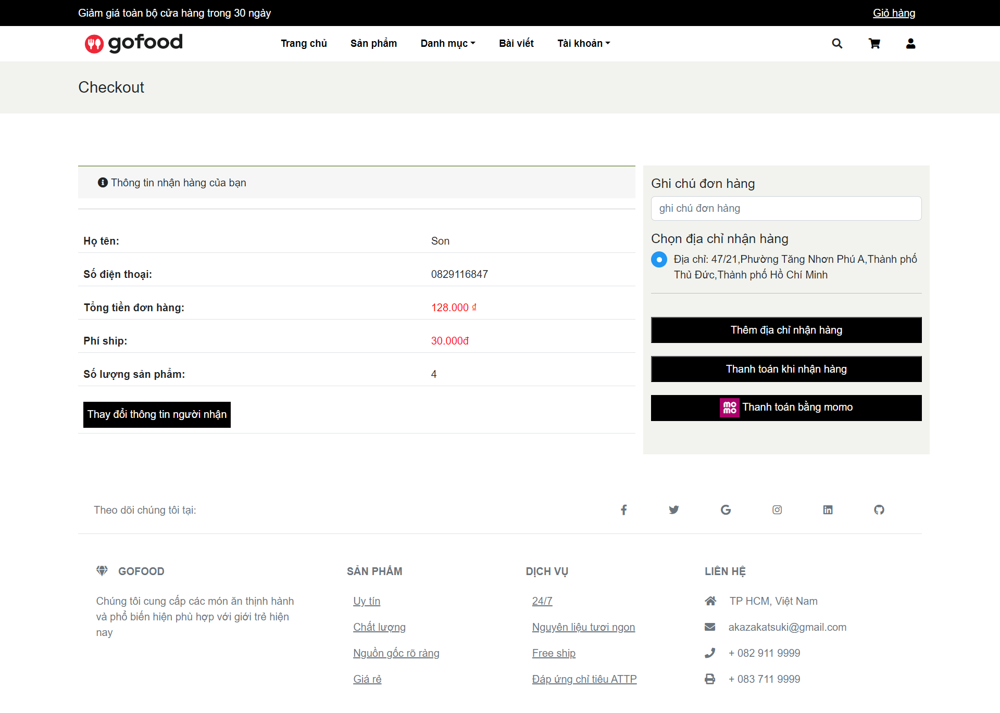 Giảm giá toàn bộ cửa hàng trong 30 ngày
Giỏ hàng
gofood
Trang chủ
Sản phẩm
Danh mục
Bài viết
Tài khoản
Checkout
Thông tin nhận hàng của bạn
Họ tên:
Son
Số điện thoại:
0829116847
Tổng tiền đơn hàng:
128.000 ₫
Phí ship:
30.000đ
Số lượng sản phẩm:
4
Thay đổi thông tin người nhận
Ghi chú đơn hàng
ghi chú đơn hàng
Chọn địa chỉ nhận hàng
Địa chỉ: 47/21,Phường Tăng Nhơn Phú A,Thành phố
Thủ Đức,Thành phố Hồ Chí Minh
Thêm địa chỉ nhận hàng
Thanh toán khi nhận hàng
mo
mo
Thanh toán bằng momo
Theo dõi chúng tôi tại:
GOFOOD
Chúng tôi cung cấp các món ăn thịnh hành
và phổ biến hiện phù hợp với giới trẻ hiện
nay
SẢN PHẨM
Uy tín
Chất lượng
Nguồn gốc rõ ràng
Giá rẻ
DỊCH VỤ
24/7
Nguyên liệu tươi ngon
Free ship
Đáp ứng chỉ tiêu ATTP
LIÊN HỆ
TP HCM, Việt Nam
akazakatsuki@gmail.com
+ 082 911 9999
+ 083 711 9999